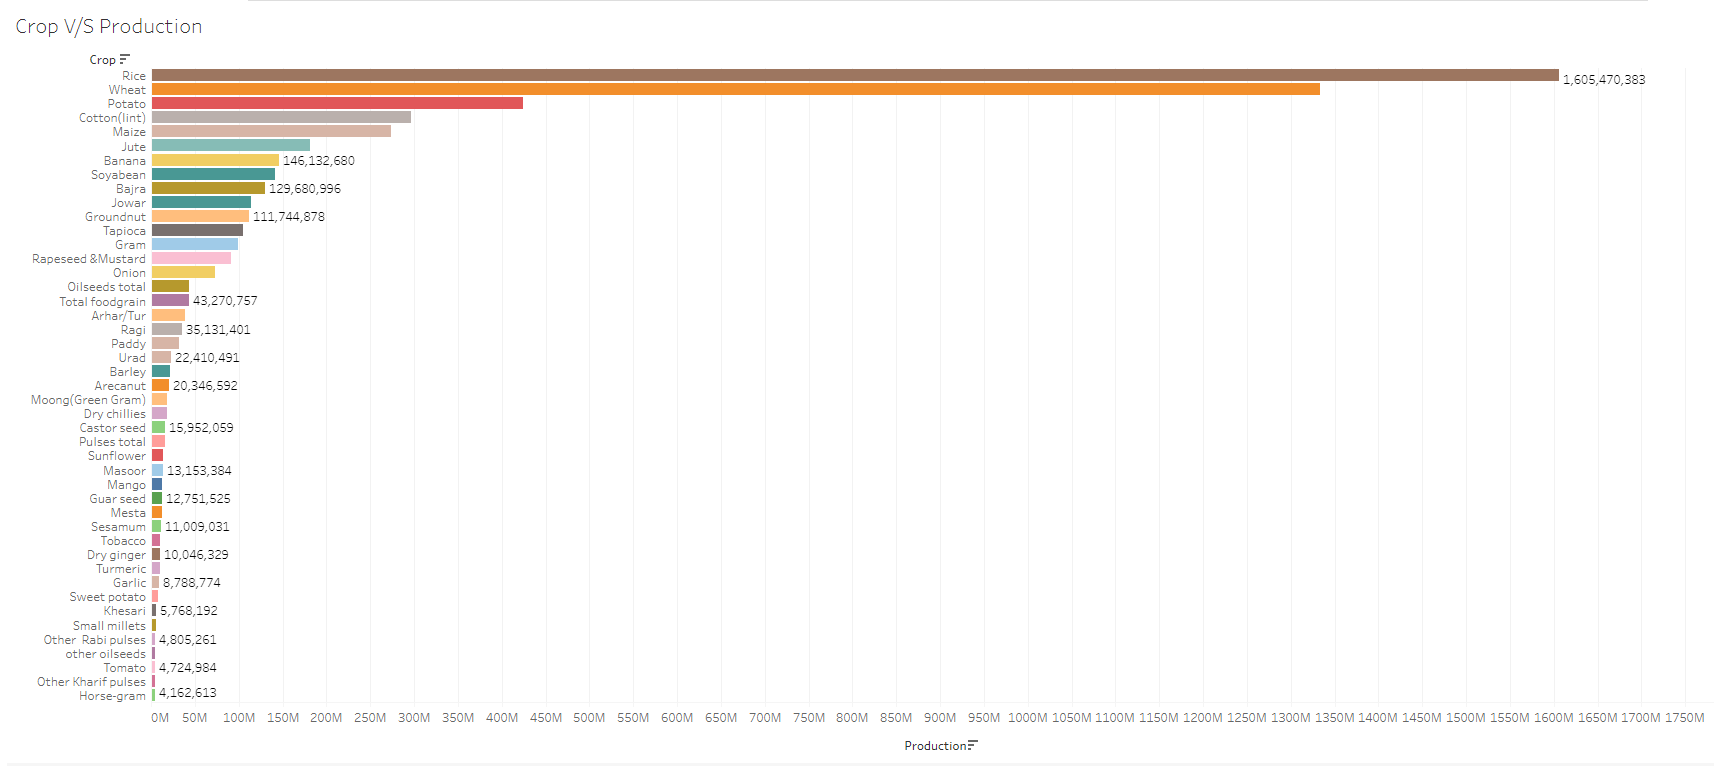 Crop V/S Production
Crop
Rice 1,605,470,383
Wheat
Potato
Cotton(lint)
Maize
Jute
Banana 146,132,680
Soyabean
Bajra 129,680,996
Jowar
Groundnut 111,744,878
Tapioca
Gram
Rapeseed &Mustard
Onion
Oilseeds total
Total foodgrain 43,270,757
Arhar/Tur
Ragi 35,131,401
Paddy
Urad 22,410,491
Barley
Arecanut 20,346,592
Moong(Green Gram)
Dry chillies
Castor seed 15,952,059
Pulses total
Sunflower
Masoor 13,153,384
Mango
Guar seed 12,751,525
Mesta
Sesamum 11,009,031
Tobacco
Dry ginger 10,046,329
Turmeric
Garlic 8,788,774
Sweet potato
Khesari 5,768,192
Small millets
Other  Rabi pulses 4,805,261
other oilseeds
Tomato 4,724,984
Other Kharif pulses
Horse-gram 4,162,613
0M 50M 100M 150M 200M 250M 300M 350M 400M 450M 500M 550M 600M 650M 700M 750M 800M 850M 900M 950M 1000M 1050M 1100M 1150M 1200M 1250M 1300M 1350M 1400M 1450M 1500M 1550M 1600M 1650M 1700M 1750M
Production